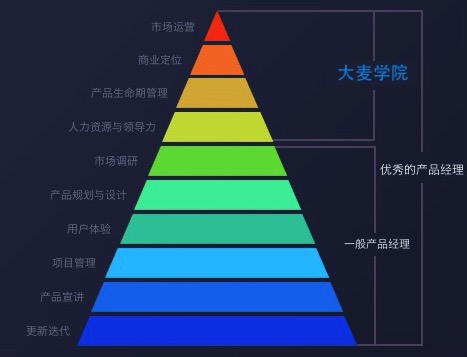 市场运营
商业定位
大麦学院
产品生命期管理
人力资源与领导力
市场调研
优秀的产品经理
产品规划与设计
用户体验
一般产品经理
项目管理
产品宣讲
更新迭代